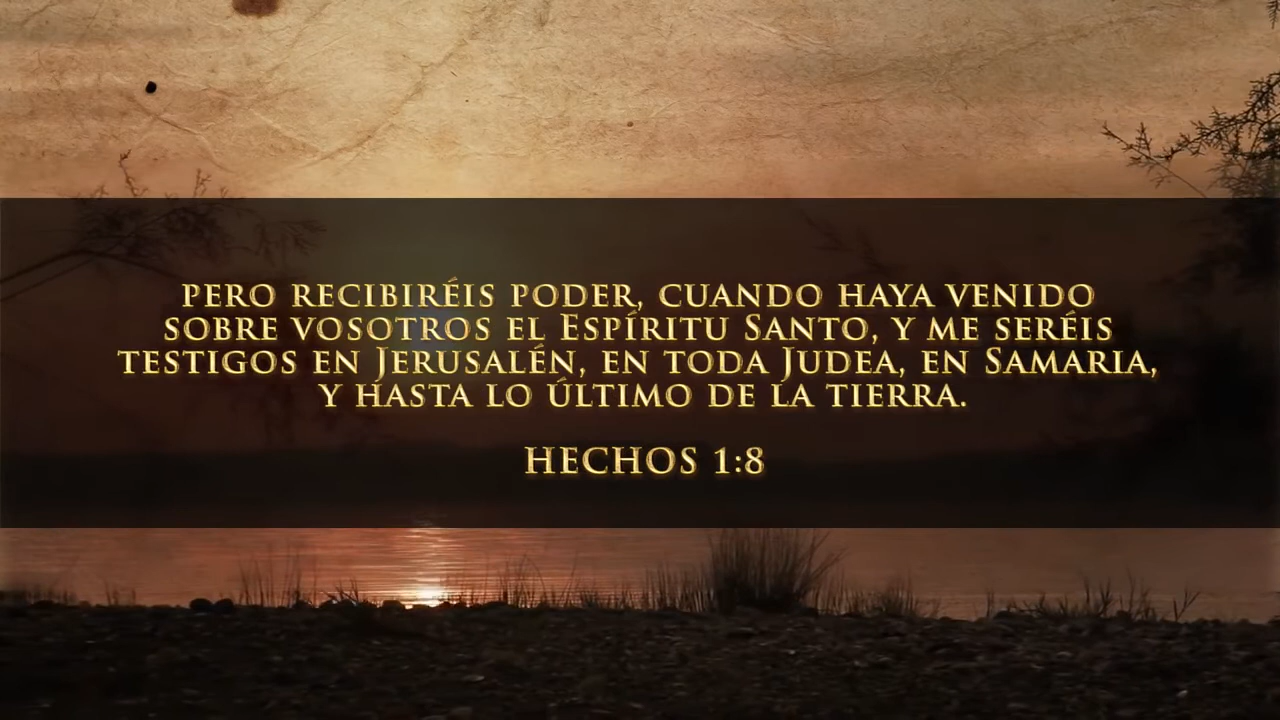 PERO RECIBIRÉIS PODER, CUANDO HAYA VENIDO
SOBRE VOSOTROS EL ESPÍRITU SANTO, Y ME SERÉIS
TESTIGOS EN JERUSALÉN, EN TODA JUDEA, EN SAMARIA,
Y HASTA LO ÚLTIMO DE LA TIERRA.
HECHOS 1:8